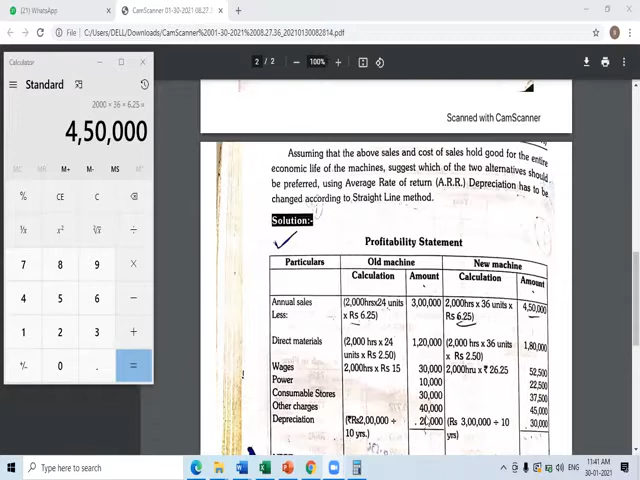 (21) WhatsApp
CamScanner 01-30-2021 08.27.
C:/Users/DELL/Downloads/CamScanner%2001-30-2021%2008.27.36_20210130082814.pdf
2 / 2
100%
Calculator
Standard
2000 × 36 × 6.25 =
4,50,000
MC MR M+ M- MS
% CE C
7 8 9 ×
4 5 6 −
1 2 3 +
+/- 0 . =
Scanned with CamScanner
Assuming that the above sales and cost of sales hold good for the entire
economic life of the machines, suggest which of the two alternatives should
be preferred, using Average Rate of return (A.R.R.) Depreciation has to be
changed according to Straight Line method.
Solution:-
Profitability Statement
Particulars Old machine New machine
Calculation Amount Calculation Amount
Annual sales (2,000hrsx24 units 3,00,000 2,000hrs x 36 units 4,50,000
Less: x Rs 6.25) Rs 6.25)
Direct materials (2,000 hrs x 24 1,20,000 (2,000 hrs x 36 1,80,000
units x Rs 2.50) units x Rs 2.50)
Wages 2,000hrs x Rs 15 30,000 2,000hru x ₹ 26.25 52,500
Power 10,000 22,500
Consumable Stores 30,000 37,500
Other charges 40,000 45,000
Depreciation (₹Rs2,00,000 ÷ 20,000 (Rs 3,00,000 ÷ 10 30,000
10 yrs.) yrs)
Type here to search
ENG
11:41 AM
30-01-2021